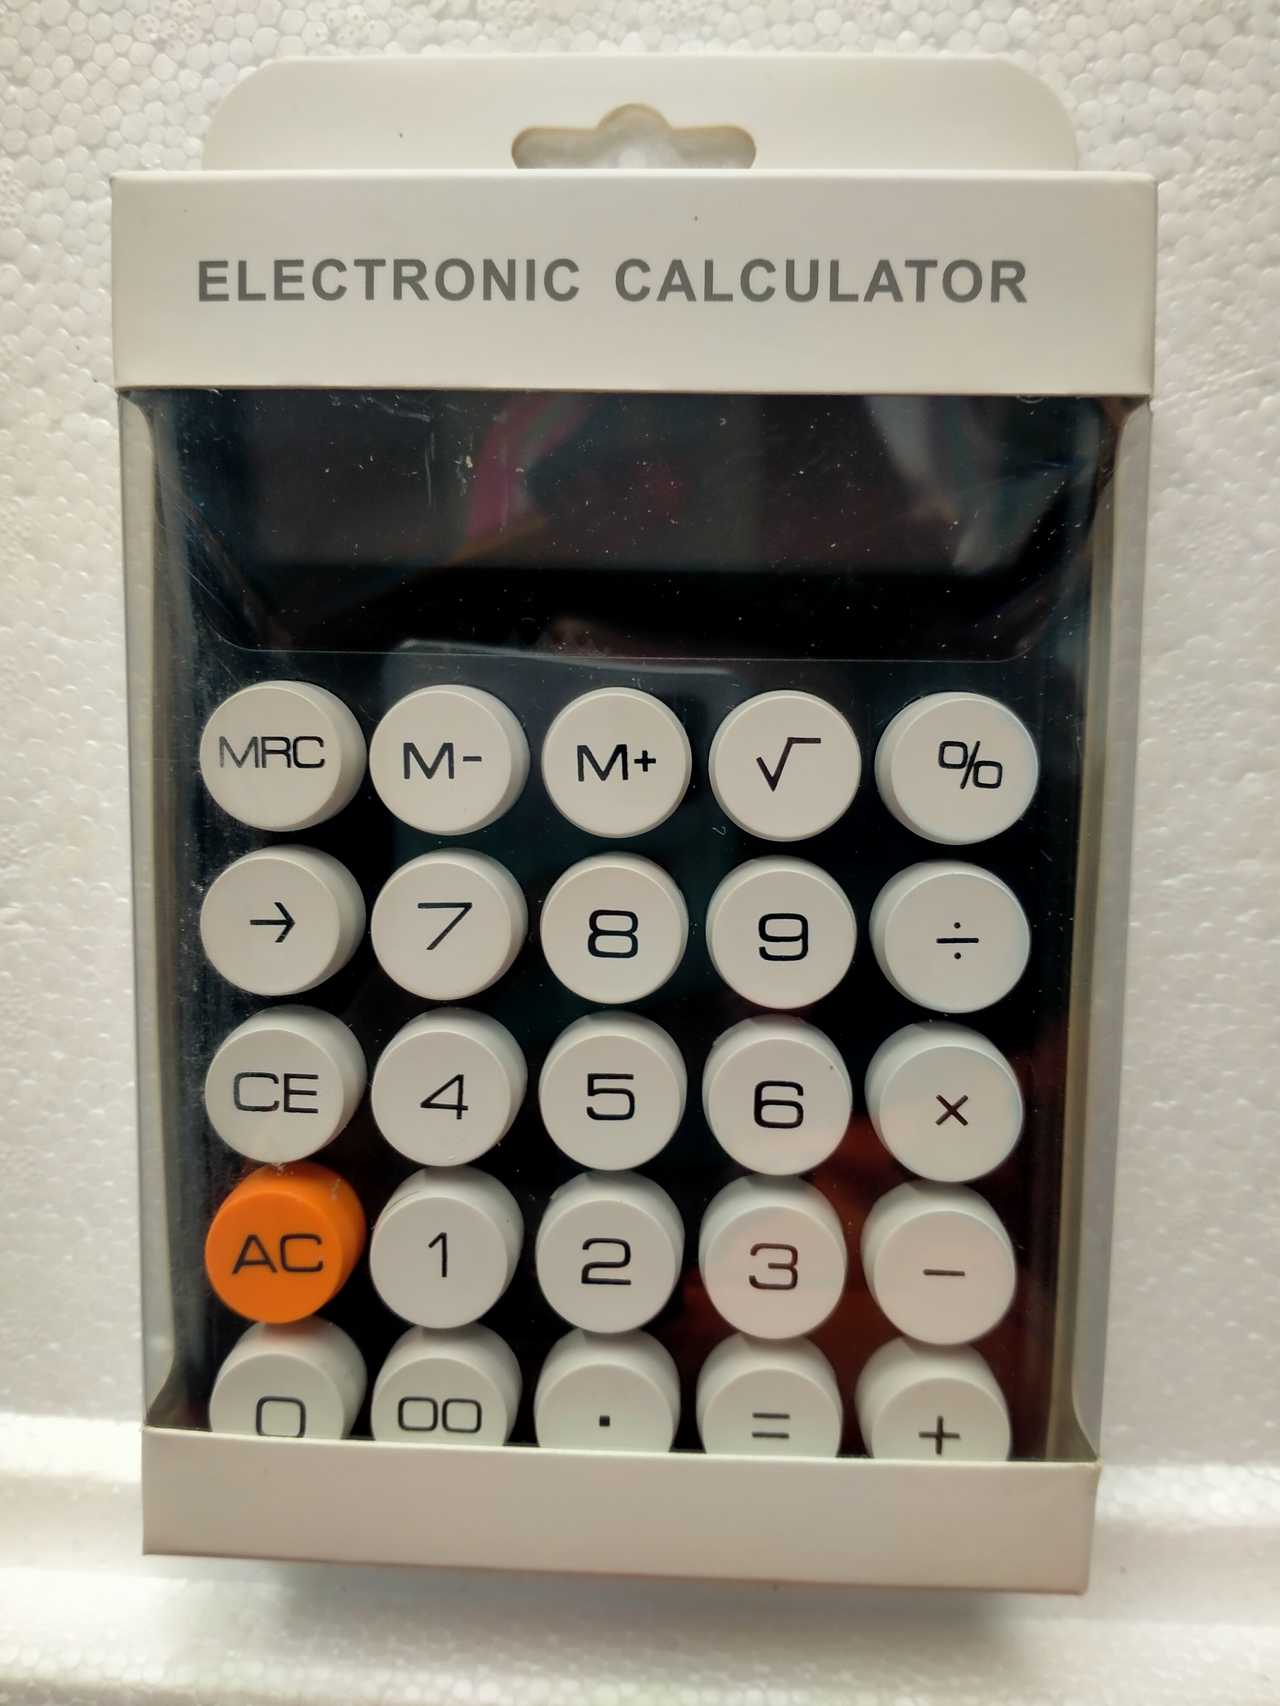 ELECTRONIC CALCULATOR
MRC M- M+ √ %
→ 7 8 9 ÷
CE 4 5 6 ×
AC 1 2 3 −
0 00 . = +